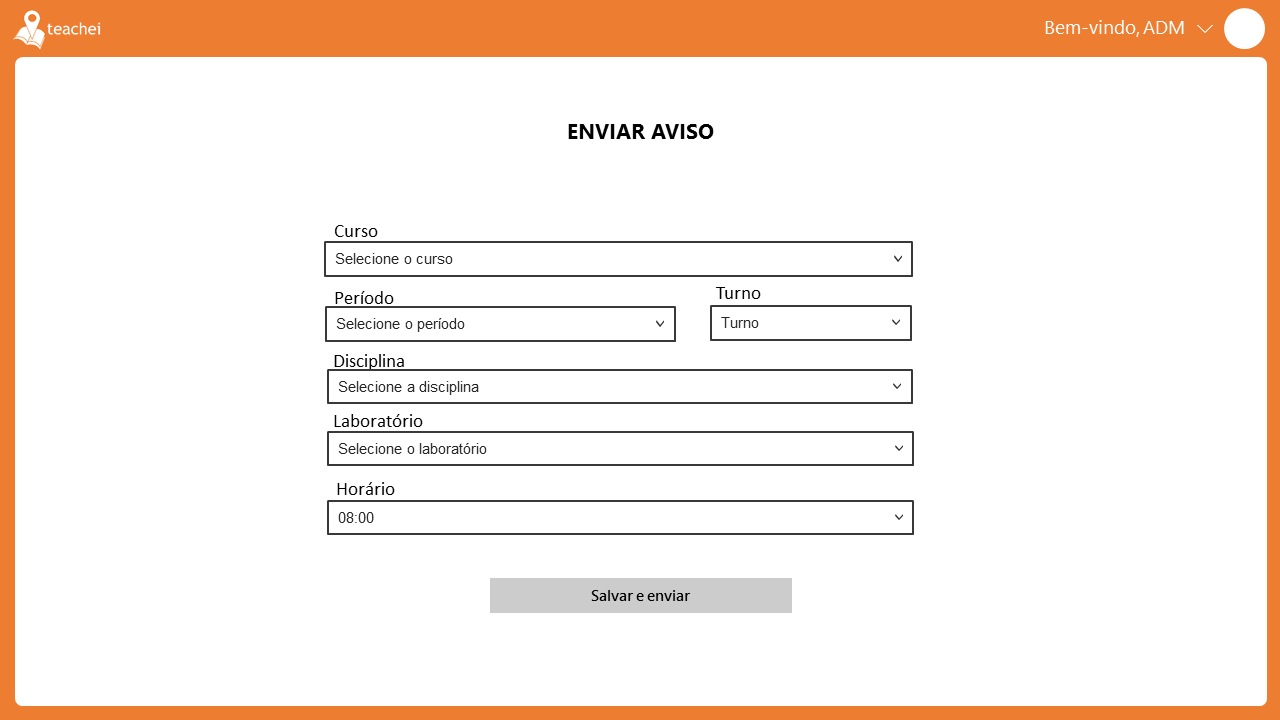 teachei
Bem-vindo, ADM
ENVIAR AVISO
Curso
Selecione o curso
Período
Turno
Selecione o período
Turno
Disciplina
Selecione a disciplina
Laboratório
Selecione o laboratório
Horário
08:00
Salvar e enviar